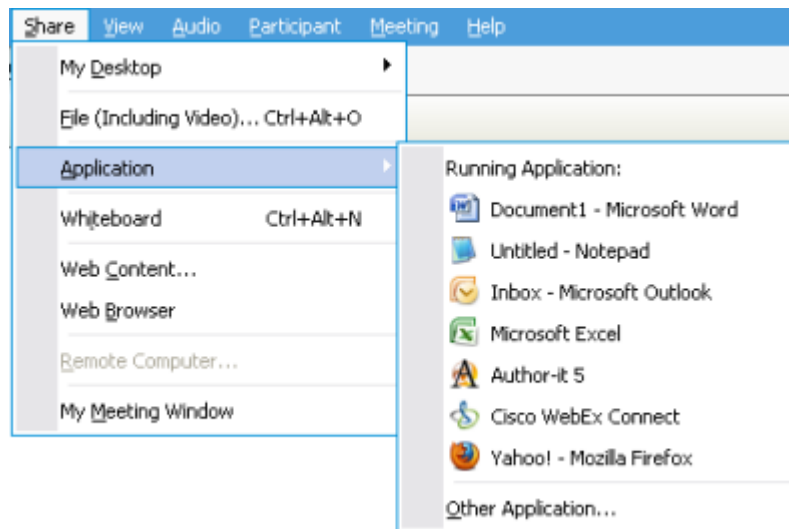 Share View Audio Participant Meeting Help
My Desktop
File (Including Video)... Ctrl+Alt+O
Application
Whiteboard Ctrl+Alt+N
Web Content...
Web Browser
Remote Computer...
My Meeting Window
Running Application:
Document1 - Microsoft Word
Untitled - Notepad
Inbox - Microsoft Outlook
Microsoft Excel
Author-it 5
Cisco WebEx Connect
Yahoo! - Mozilla Firefox
Other Application...